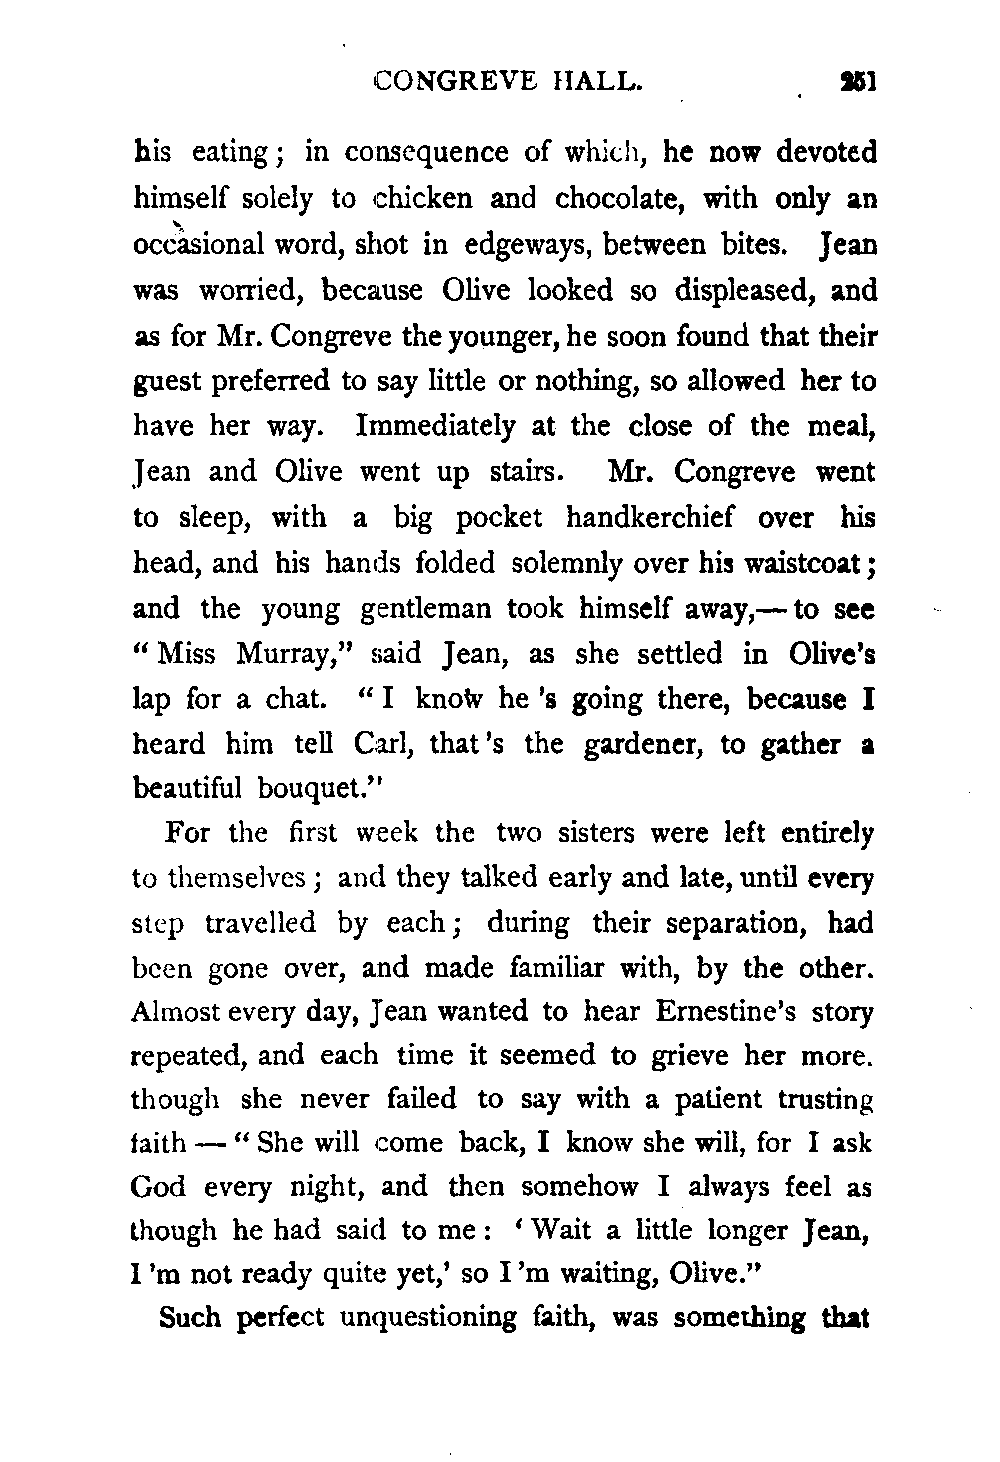 CONGREVE HALL. 251
his eating; in consequence of which, he now devoted
himself solely to chicken and chocolate, with only an
occasional word, shot in edgeways, between bites. Jean
was worried, because Olive looked so displeased, and
as for Mr. Congreve the younger, he soon found that their
guest preferred to say little or nothing, so allowed her to
have her way. Immediately at the close of the meal,
Jean and Olive went up stairs. Mr. Congreve went
to sleep, with a big pocket handkerchief over his
head, and his hands folded solemnly over his waistcoat;
and the young gentleman took himself away,— to see
“ Miss Murray,” said Jean, as she settled in Olive's
lap for a chat. “ I know he 's going there, because I
heard him tell Carl, that 's the gardener, to gather a
beautiful bouquet.”
For the first week the two sisters were left entirely
to themselves; and they talked early and late, until every
step travelled by each; during their separation, had
been gone over, and made familiar with, by the other.
Almost every day, Jean wanted to hear Ernestine's story
repeated, and each time it seemed to grieve her more.
though she never failed to say with a patient trusting
faith — “ She will come back, I know she will, for I ask
God every night, and then somehow I always feel as
though he had said to me: ‘ Wait a little longer Jean,
I 'm not ready quite yet,’ so I 'm waiting, Olive.”
Such perfect unquestioning faith, was something that